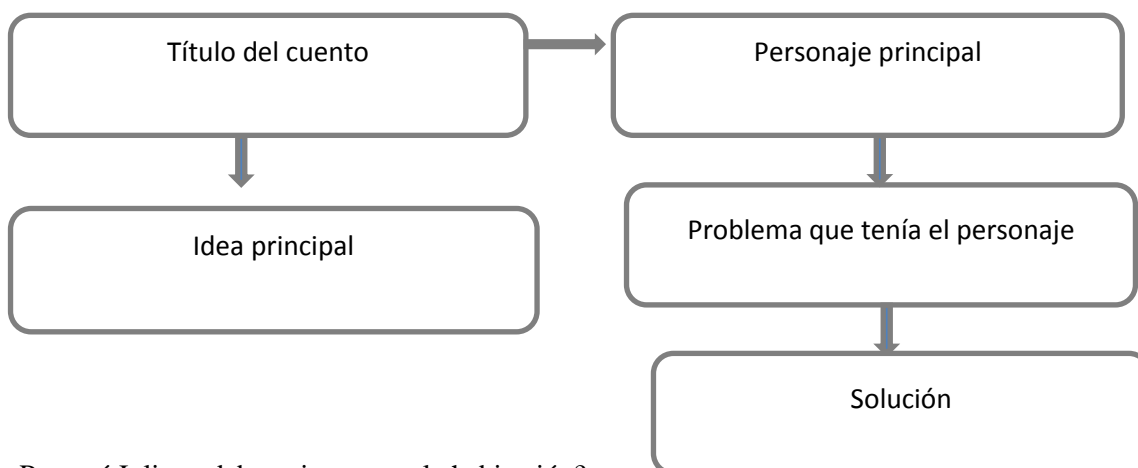 Título del cuento
Personaje principal
Idea principal
Problema que tenía el personaje
Solución